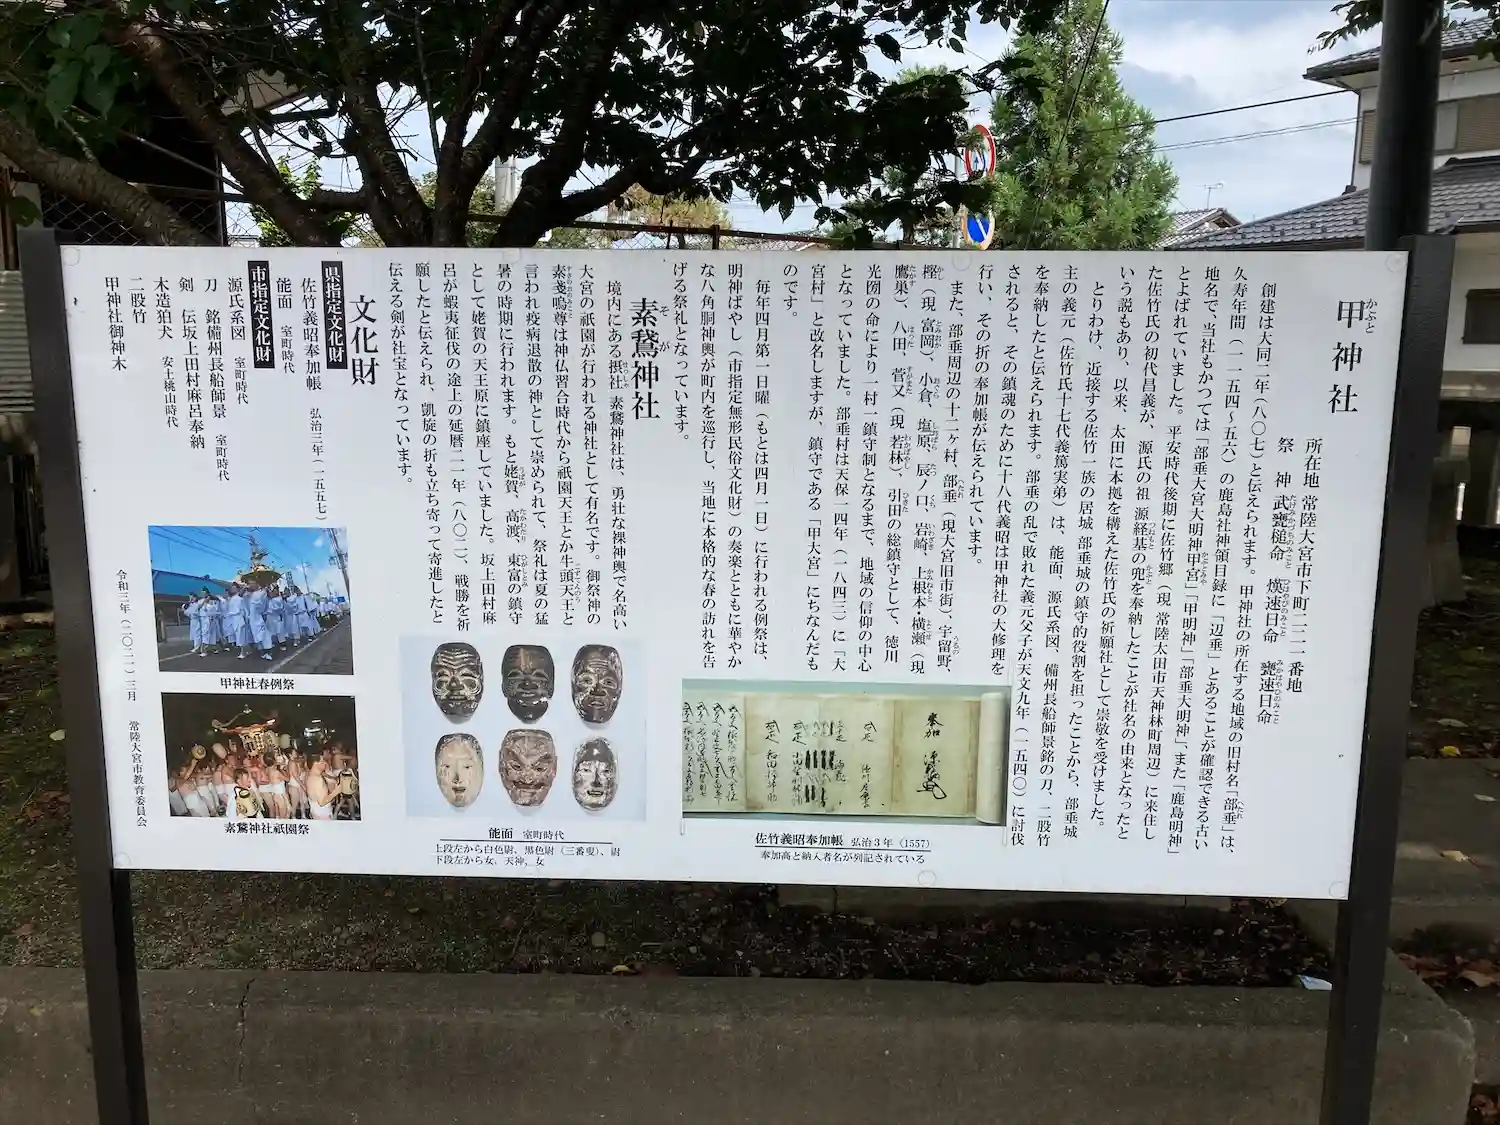 甲神社
かぶと
所在地 常陸大宮市下町二二二番地
祭神 武甕槌命 熯速日命 甕速日命
創建は大同二年（八〇七）と伝えられます。甲神社の所在する地域の旧村名「部垂」は、
久寿年間（一一五四～五六）の鹿島社神領目録に「辺垂」とあることが確認できる古い
地名で、当社もかつては「部垂大宮大明神甲宮」「甲明神」「部垂大明神」、また「鹿島明神」
とよばれていました。平安時代後期に佐竹郷（現 常陸太田市天神林町周辺）に来住し
た佐竹氏の初代昌義が、源氏の祖 源経基の兜を奉納したことが社名の由来となったと
いう説もあり、以来、太田に本拠を構えた佐竹氏の祈願社として崇敬を受けました。
とりわけ、近接する佐竹一族の居城 部垂城の鎮守的役割を担ったことから、部垂城
主の義元（佐竹氏十七代義篤実弟）は、能面、源氏系図、備州長船師景銘の刀、二股竹
を奉納したと伝えられます。部垂の乱で敗れた義元父子が天文九年（一五四〇）に討伐
されると、その鎮魂のために十八代義昭は甲神社の大修理を
行い、その折の奉加帳が伝えられています。
また、部垂周辺の十二ヶ村、部垂（現大宮旧市街）、宇留野、
樫（現 富岡）、小倉、塩原、辰ノ口、岩崎、上根本・横瀬（現
鷹巣）、八田、菅又（現 若林）、引田の総鎮守として、徳川
光圀の命により一村一鎮守制となるまで、地域の信仰の中心
となっていました。部垂村は天保一四年（一八四三）に「大
宮村」と改名しますが、鎮守である「甲大宮」にちなんだも
のです。
毎年四月第一日曜（もとは四月一日）に行われる例祭は、
明神ばやし（市指定無形民俗文化財）の奏楽とともに華やか
な八角胴神輿が町内を巡行し、当地に本格的な春の訪れを告
げる祭礼となっています。
素鵞神社
そが
境内にある摂社 素鵞神社は、勇壮な裸神輿で名高い
大宮の祇園が行われる神社として有名です。御祭神の
素戔嗚尊は神仏習合時代から祇園天王とか牛頭天王と
言われ疫病退散の神として崇められて、祭礼は夏の猛
暑の時期に行われます。もと姥賀、高渡、東富の鎮守
として姥賀の天王原に鎮座していました。坂上田村麻
呂が蝦夷征伐の途上の延暦二一年（八〇二）、戦勝を祈
願したと伝えられ、凱旋の折も立ち寄って寄進したと
伝える剣が社宝となっています。
文化財
県指定文化財
佐竹義昭奉加帳 弘治三年（一五五七）
能面 室町時代
市指定文化財
源氏系図 室町時代
刀 銘備州長船師景 室町時代
剣 伝坂上田村麻呂奉納
木造狛犬 安土桃山時代
二股竹
甲神社御神木
令和三年（二〇二一）三月 常陸大宮市教育委員会
甲神社春例祭
素鵞神社祇園祭
能面 室町時代
上段左から白色尉、黒色尉（三番叟）、尉
下段左から女、天神、女
佐竹義昭奉加帳 弘治3年（1557）
奉加高と納入者名が列記されている